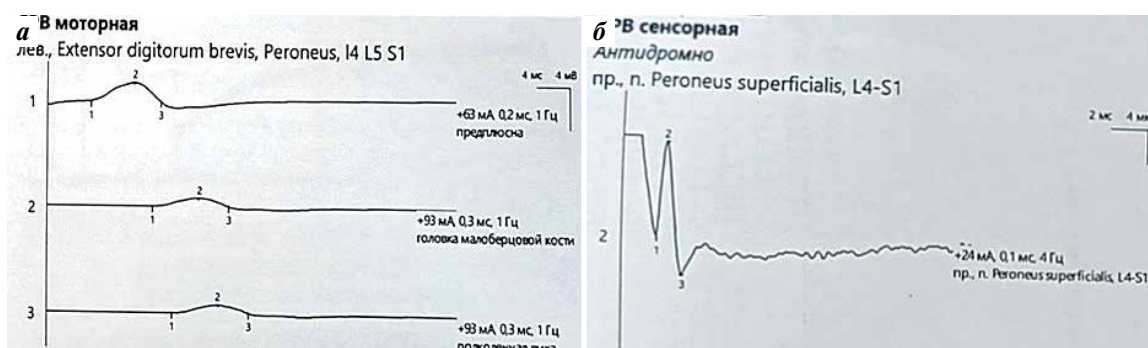 а
В моторная
лев., Extensor digitorum brevis, Peroneus, l4 L5 S1
4 мс 4 мВ
2
1
1
3
+63 мА, 0,2 мс, 1 Гц
предплюсна
2
2
1
3
+93 мА, 0,3 мс, 1 Гц
головка малоберцовой кости
2
3
1
3
+93 мА, 0,3 мс, 1 Гц
б
РВ сенсорная
Антидромно
пр., n. Peroneus superficialis, L4-S1
2 мс 4 мк
2
2
1
3
+24 мА, 0,1 мс, 4 Гц
пр., n. Peroneus superficialis, L4-S1